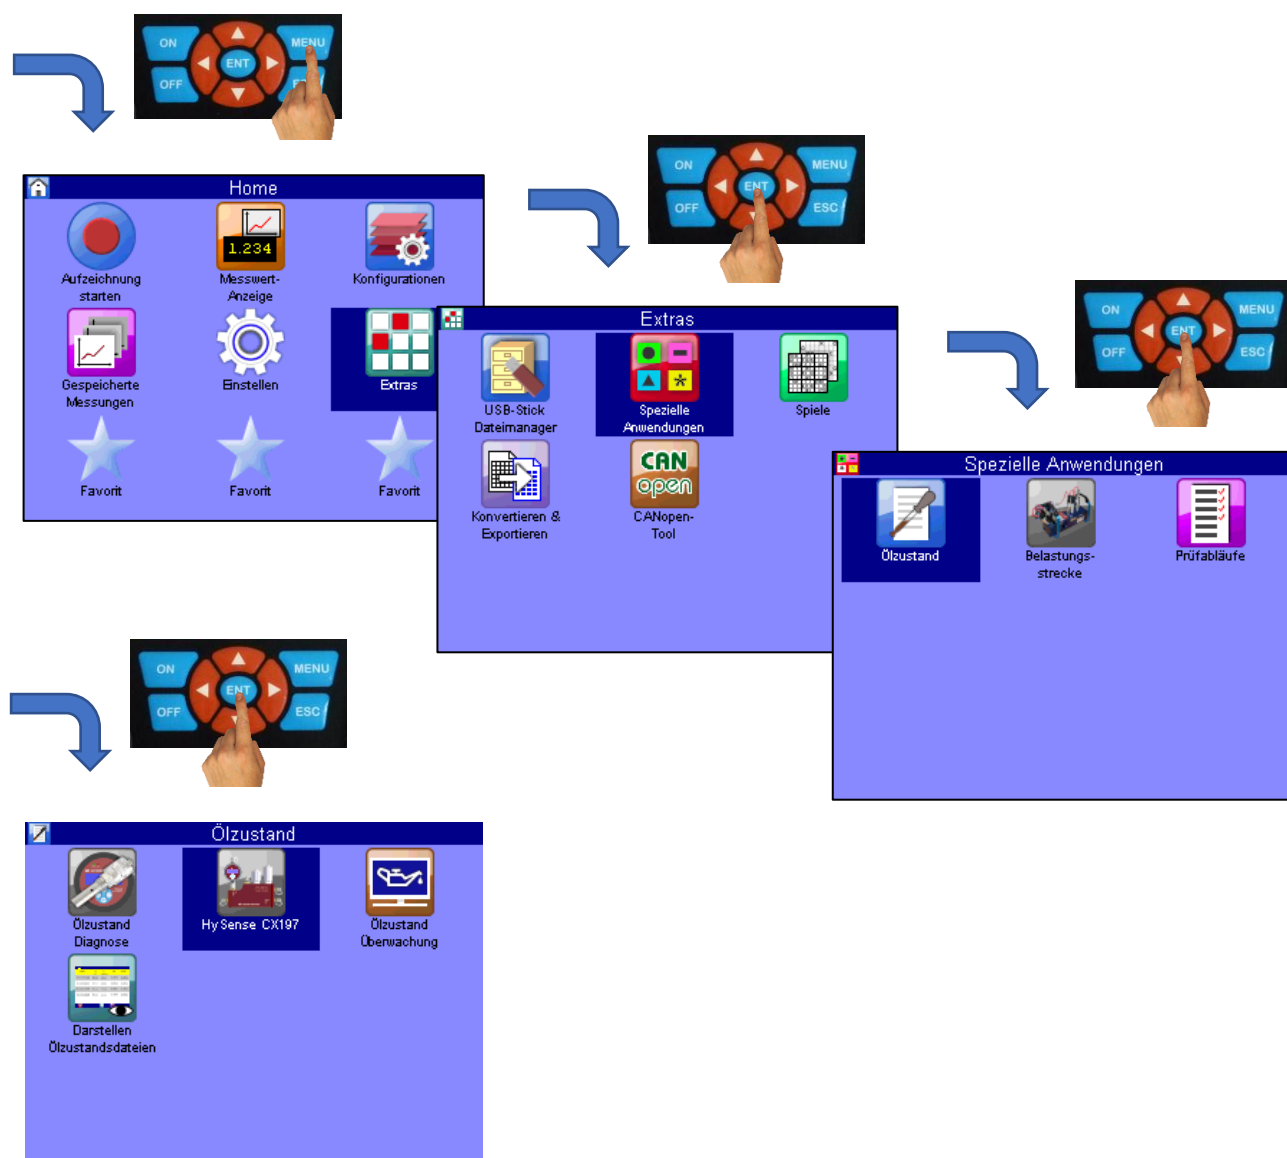 ON
MENU
ENT
OFF
Home
1.234
Aufzeichnung
starten
Messwert-
Anzeige
Konfigurationen
Gespeicherte
Messungen
Einstellen
Extras
Favorit
Favorit
Favorit
ON
MENU
ENT
OFF
ESC
Extras
USB-Stick
Dateimanager
Spezielle
Anwendungen
Spiele
CAN
open
Konvertieren &
Exportieren
CANopen-
Tool
ON
MENU
ENT
OFF
ESC
Spezielle Anwendungen
Ölzustand
Belastungs-
strecke
Prüfabläufe
ON
MENU
ENT
OFF
ESC
Ölzustand
Ölzustand
Diagnose
HySense CX197
Ölzustand
Überwachung
Darstellen
Ölzustandsdateien